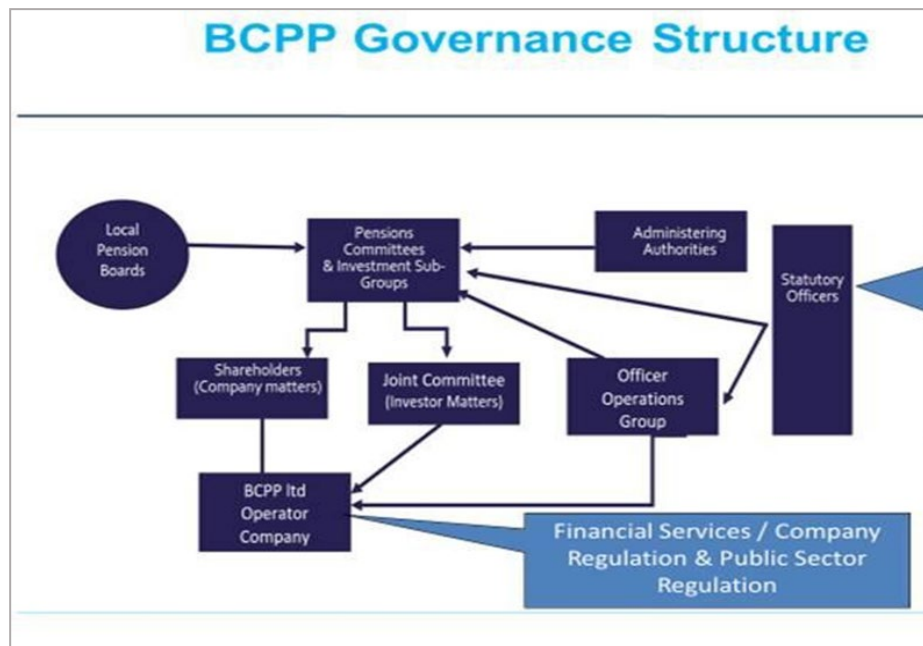 BCPP Governance Structure
Local
Pension
Boards
Pensions
Committees
& Investment Sub-
Groups
Administering
Authorities
Statutory
Officers
Shareholders
(Company matters)
Joint Committee
(Investor Matters)
Officer
Operations
Group
BCPP ltd
Operator
Company
Financial Services / Company
Regulation & Public Sector
Regulation